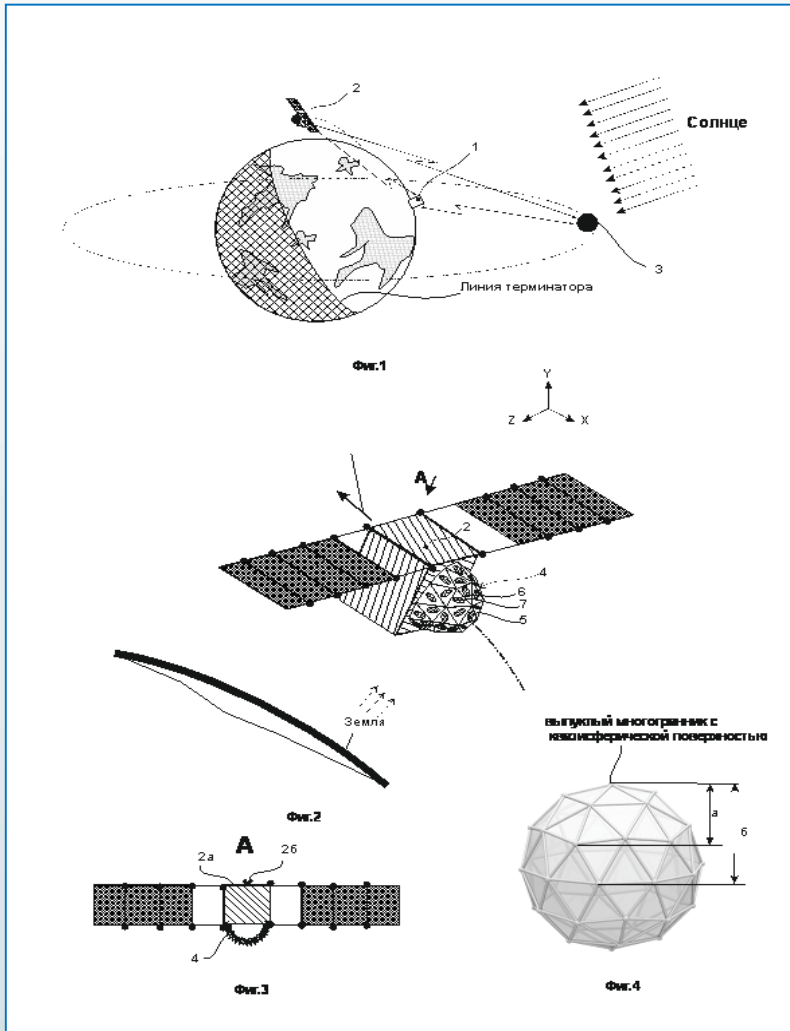 2
1
Солнце
3
Линия терминатора
Фиг.1
Y
Z
X
A
2
4
6
7
5
Земла
Фиг.2
выпуклый многогранник с
квазисферической поверхностью
а
б
A
2а
2б
4
Фиг.3
Фиг.4